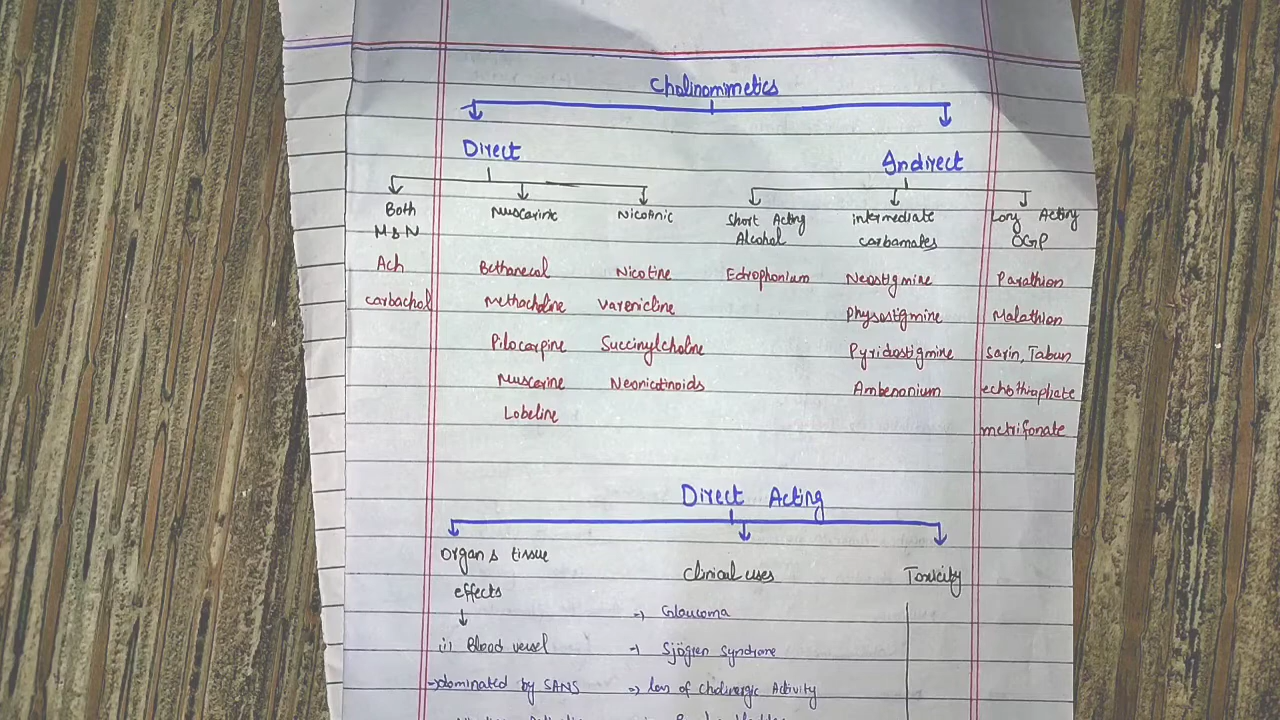 Cholinomimetics
Direct Indirect
Both Muscarinic Nicotinic Short Acting intermediate Long Acting
M & N Alcohol carbamates OGP
Ach Bethanecol Nicotine Edrophonium Neostigmine Parathion
carbachol Methacholine Varenicline Physostigmine Malathion
Pilocarpine Succinylcholine Pyridostigmine Sarin, Tabun
Muscarine Neonicotinoids Ambenonium echothiophate
Lobeline metrifonate
Direct Acting
Organ & tissue Clinical uses Toxicity
effects → Glaucoma
ii) Blood vessel → Sjögren Syndrome
→ dominated by SANS → loss of cholinergic Activity